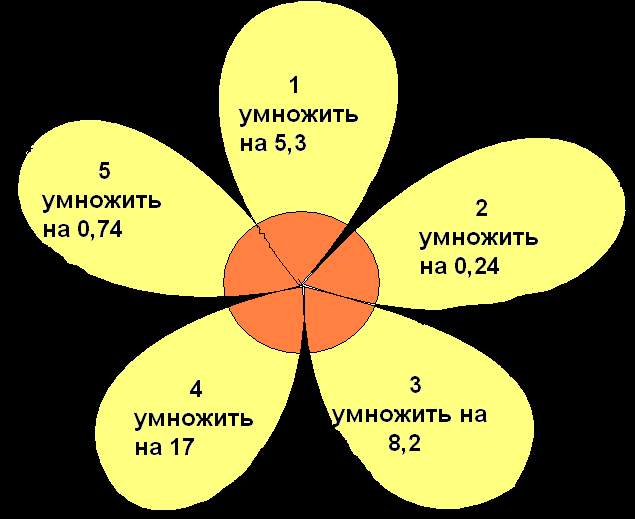 1
умножить
на 5,3
2
умножить
на 0,24
3
умножить на
8,2
4
умножить
на 17
5
умножить
на 0,74